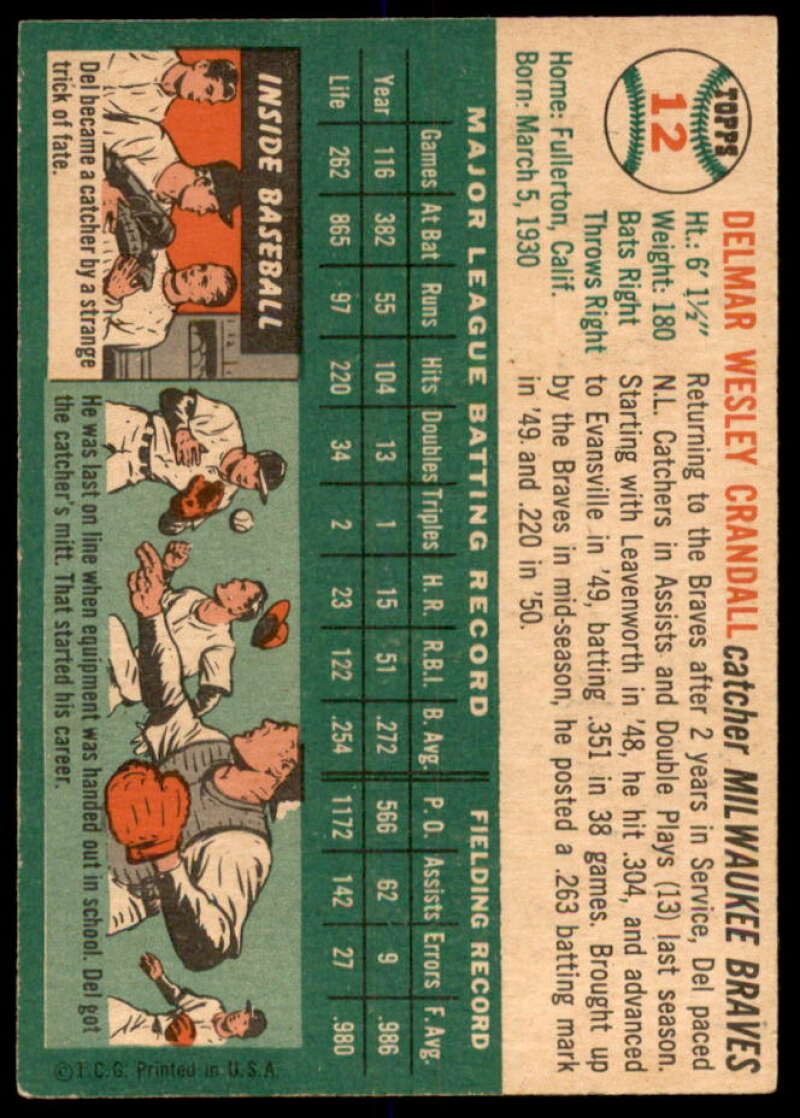 TOPPS
12
DELMAR WESLEY CRANDALL catcher MILWAUKEE BRAVES
Ht.: 6' 1½"
Weight: 180
Bats Right
Throws Right
Home: Fullerton, Calif.
Born: March 5, 1930
Returning to the Braves after 2 years in Service, Del paced
N.L. Catchers in Assists and Double Plays (13) last season.
Starting with Leavenworth in '48, he hit .304, and advanced
to Evansville in '49, batting .351 in 38 games. Brought up
by the Braves in mid-season, he posted a .263 batting mark
in '49 and .220 in '50.
MAJOR LEAGUE BATTING RECORD FIELDING RECORD
Games At Bat Runs Hits Doubles Triples H.R. R.B.I. B. Avg. P.O. Assists Errors F. Avg.
Year 116 382 55 104 13 1 15 51 .272 566 62 9 .986
Life 262 865 97 220 34 2 23 122 .254 1172 142 27 .980
INSIDE BASEBALL
Del became a catcher by a strange
trick of fate.
He was last on line when equipment was handed out in school. Del got
the catcher's mitt. That started his career.
© T.C.G. Printed in U.S.A.